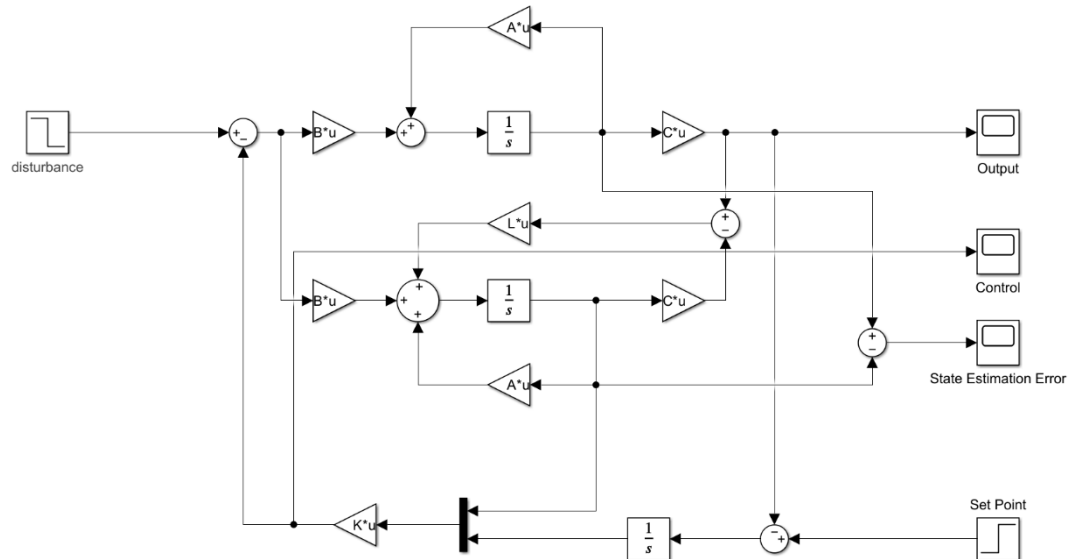 A*u
+
+
-
B*u
+
1
s
C*u
disturbance
Output
L*u
+
-
Control
B*u
+
+
+
1
s
C*u
+
-
State Estimation Error
A*u
Set Point
K*u
1
s
-
+